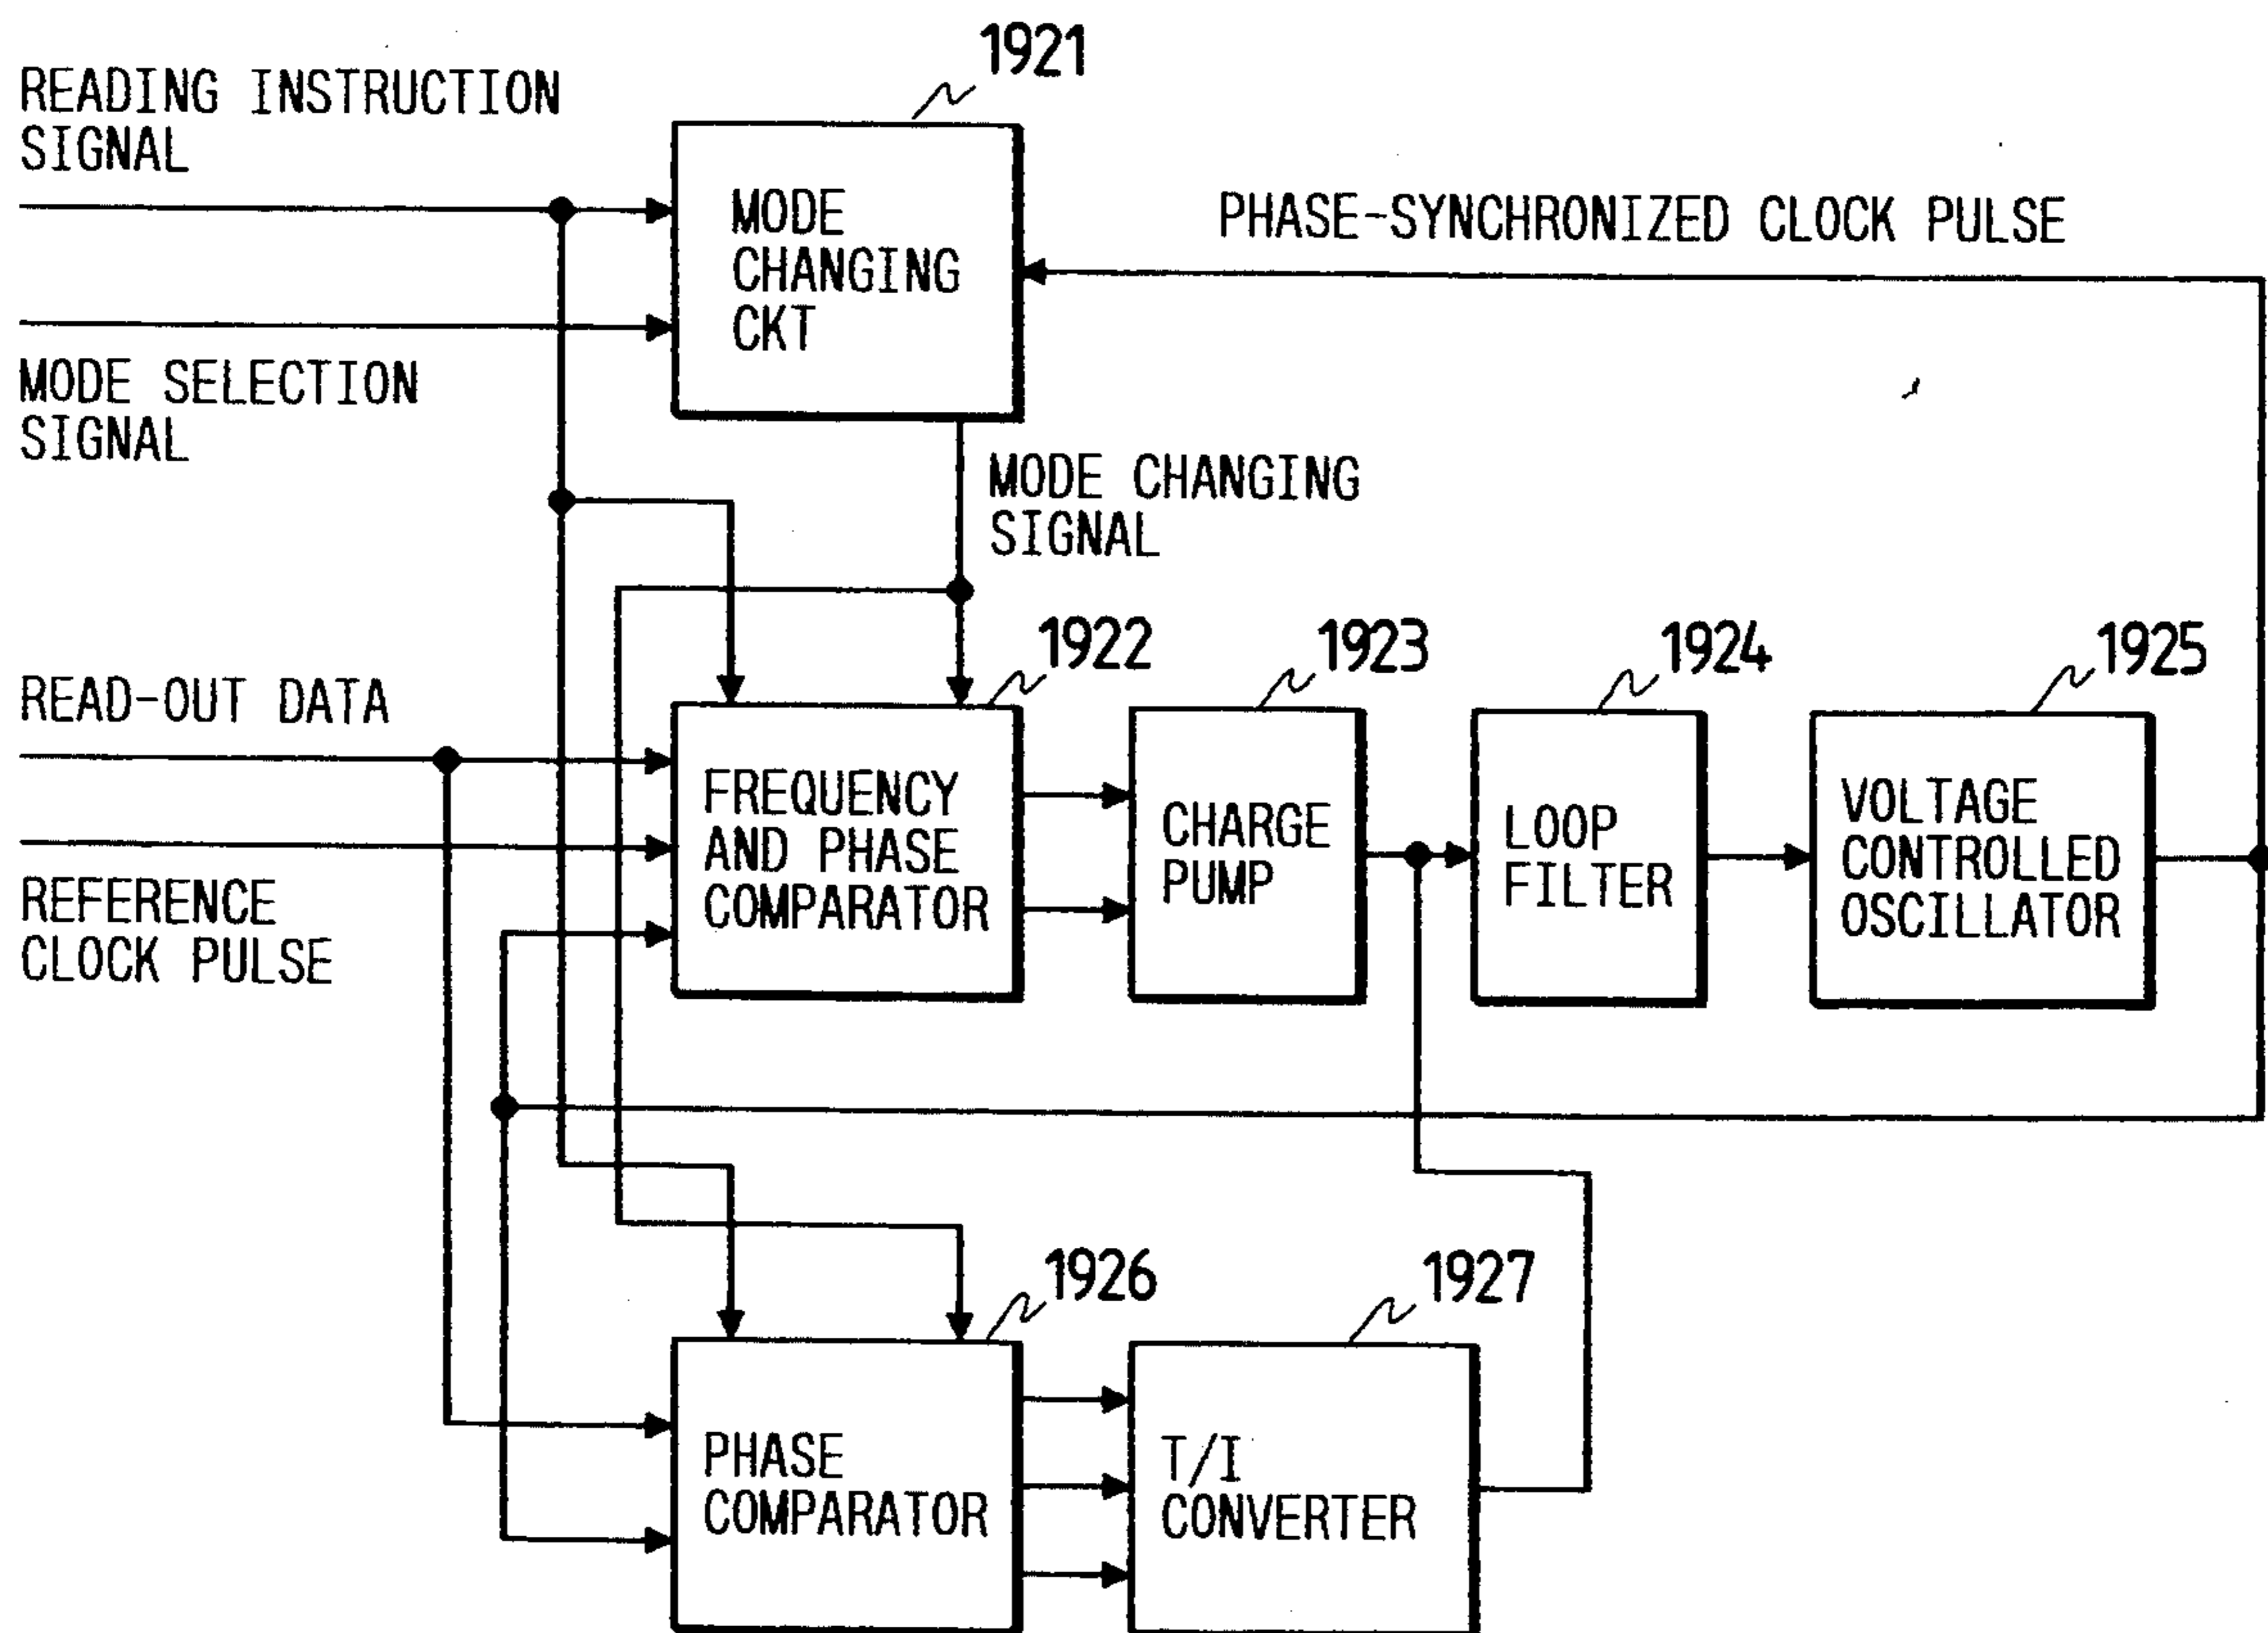 1921
READING INSTRUCTION
SIGNAL
MODE
CHANGING
CKT
PHASE-SYNCHRONIZED CLOCK PULSE
MODE SELECTION
SIGNAL
MODE CHANGING
SIGNAL
1922
1923
1924
1925
READ-OUT DATA
FREQUENCY
AND PHASE
COMPARATOR
CHARGE
PUMP
LOOP
FILTER
VOLTAGE
CONTROLLED
OSCILLATOR
REFERENCE
CLOCK PULSE
1926
1927
PHASE
COMPARATOR
T/I
CONVERTER